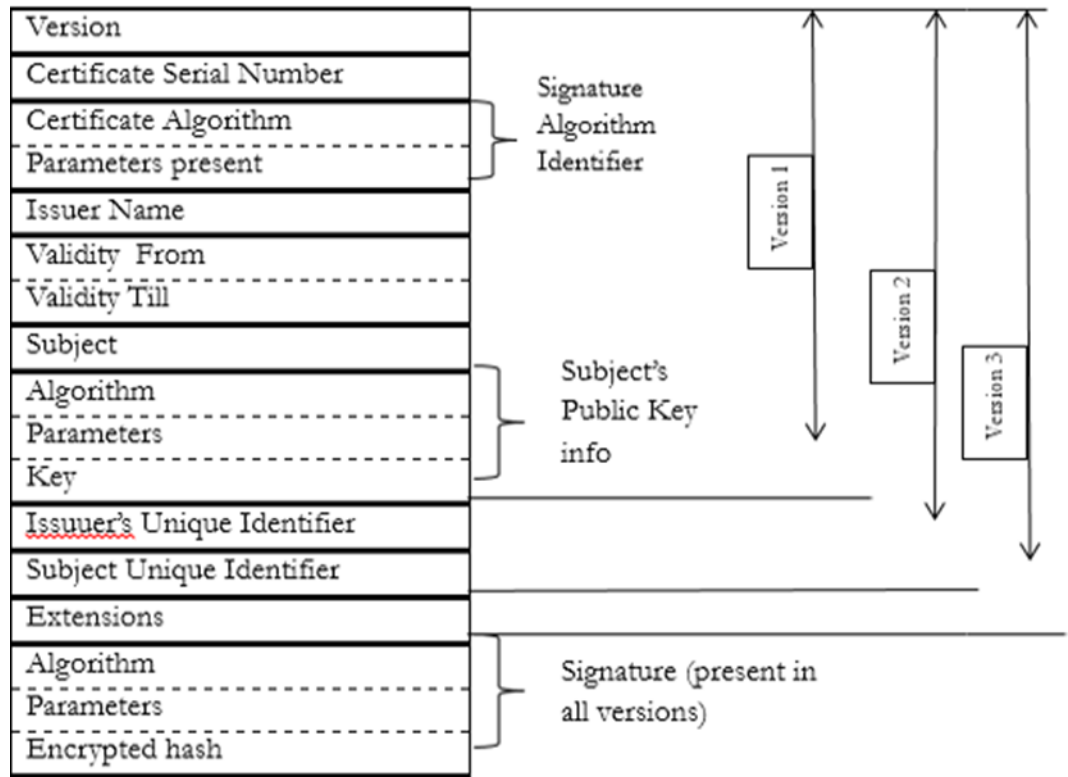 Version
Certificate Serial Number
Certificate Algorithm
Parameters present
Issuer Name
Validity From
Validity Till
Subject
Algorithm
Parameters
Key
Issuuer's Unique Identifier
Subject Unique Identifier
Extensions
Algorithm
Parameters
Encrypted hash
Signature
Algorithm
Identifier
Subject's
Public Key
info
Signature (present in
all versions)
Version 1
Version 2
Version 3